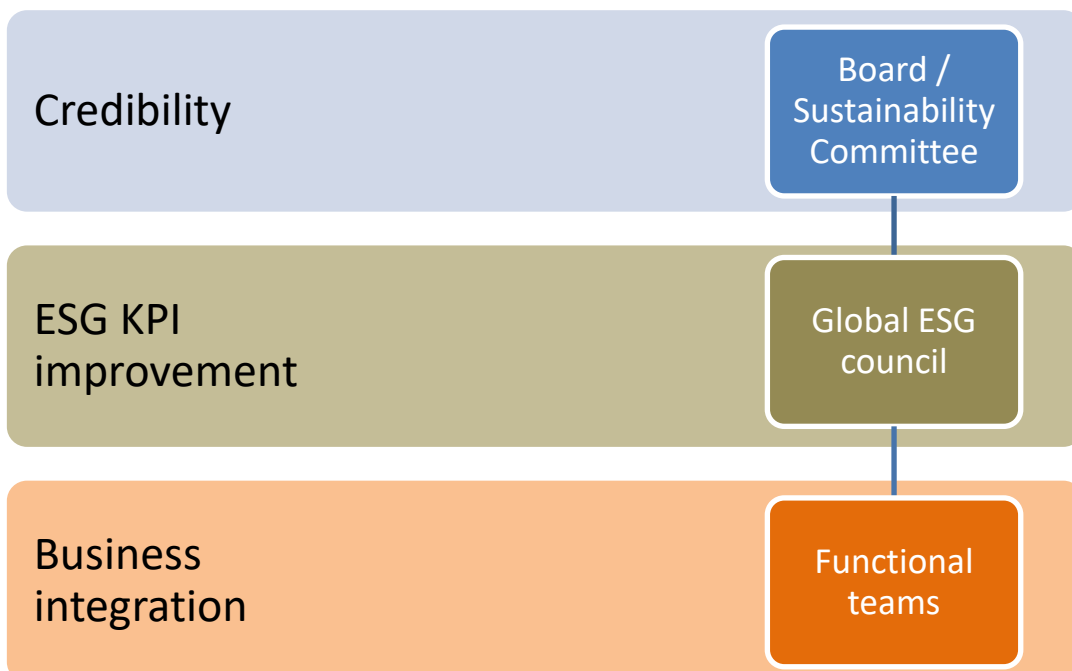 Credibility
Board /
Sustainability
Committee
ESG KPI
improvement
Global ESG
council
Business
integration
Functional
teams